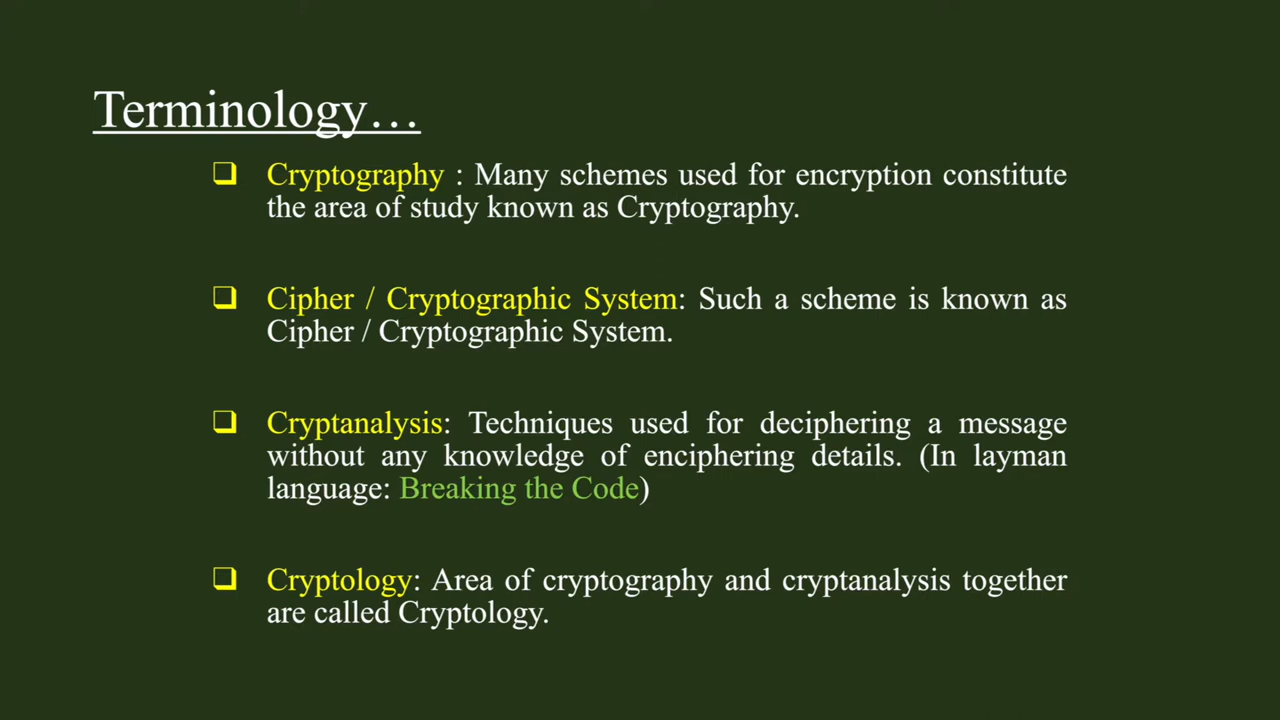 Terminology…
Cryptography : Many schemes used for encryption constitute
the area of study known as Cryptography.
Cipher / Cryptographic System: Such a scheme is known as
Cipher / Cryptographic System.
Cryptanalysis: Techniques used for deciphering a message
without any knowledge of enciphering details. (In layman
language: Breaking the Code)
Cryptology: Area of cryptography and cryptanalysis together
are called Cryptology.